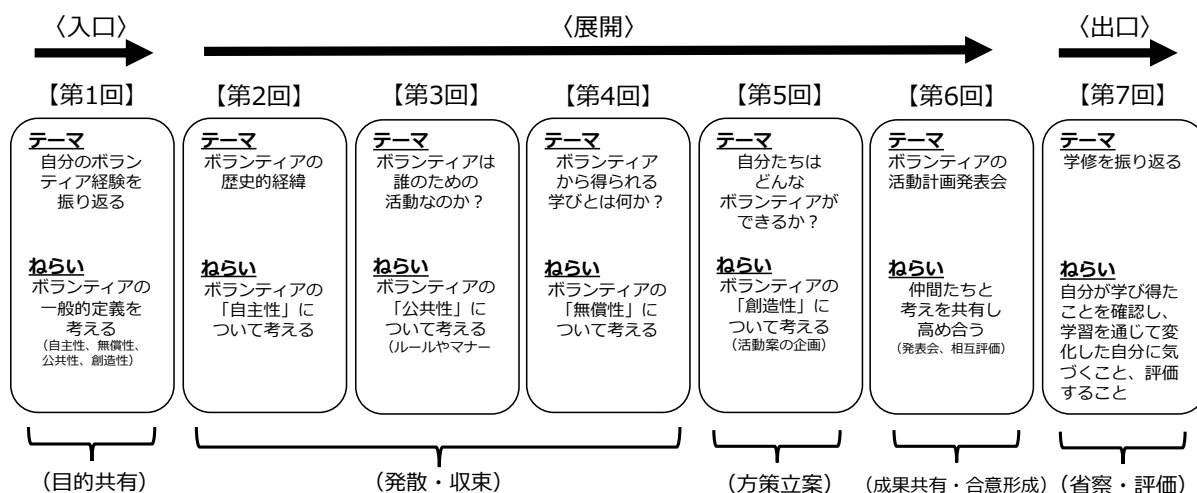 〈入口〉
〈展開〉
〈出口〉
【第1回】
【第2回】
【第3回】
【第4回】
【第5回】
【第6回】
【第7回】
テーマ
自分のボラン
ティア経験を
振り返る
ねらい
ボランティアの
一般的定義を
考える
（自主性、無償性、
公共性、創造性）
テーマ
ボランティアの
歴史的経緯
ねらい
ボランティアの
「自主性」につ
いて考える
テーマ
ボランティアは
誰のための
活動なのか？
ねらい
ボランティアの
「公共性」に
ついて考える
（ルールやマナー
テーマ
ボランティア
から得られる
学びとは何か？
ねらい
ボランティアの
「無償性」に
ついて考える
テーマ
自分たちは
どんな
ボランティアが
できるか？
ねらい
ボランティアの
「創造性」に
ついて考える
（活動案の企画）
テーマ
ボランティアの
活動計画発表会
ねらい
仲間たちと
考えを共有し
高め合う
（発表会、相互評価）
テーマ
学修を振り返る
ねらい
自分が学び得た
ことを確認し、
学習を通じて変
化した自分に気
づくこと、評価
すること
（目的共有）
（発散・収束）
（方策立案）
（成果共有・合意形成）
（省察・評価）